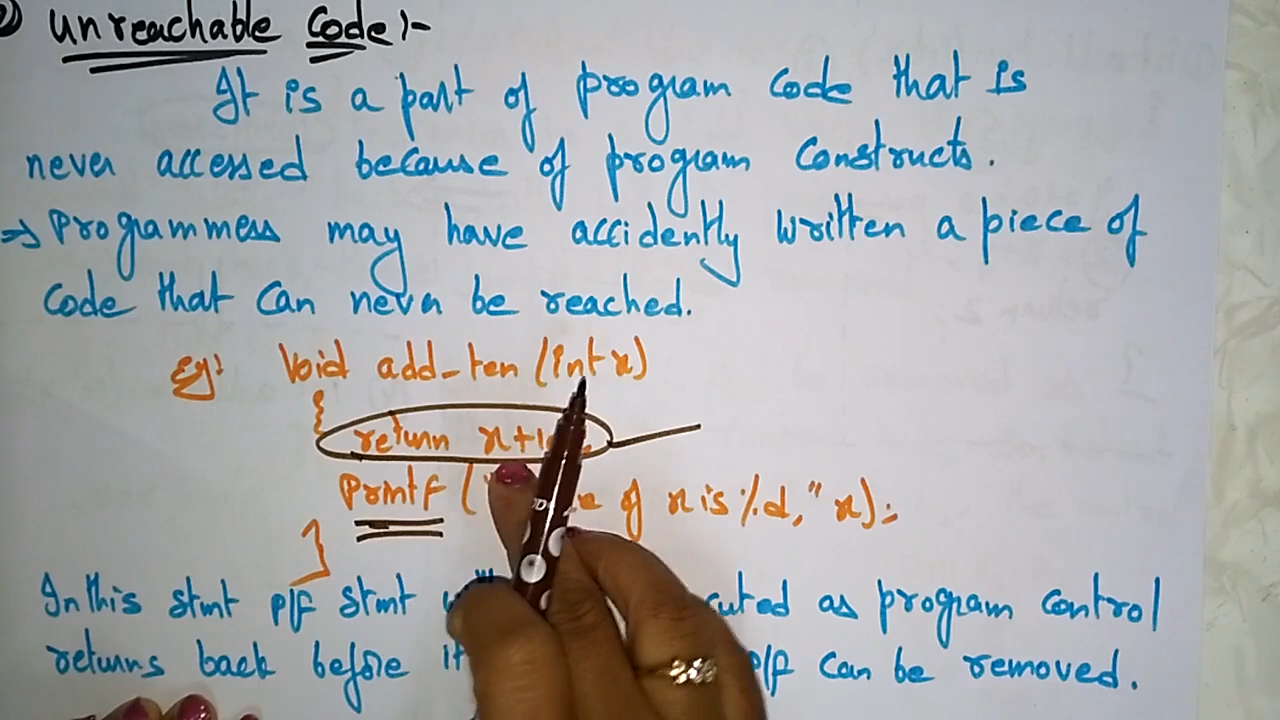 unreachable code:-
It is a part of program code that is
never accessed because of program constructs.
⇒ programmers may have accidently written a piece of
code that can never be reached.
Eg: Void add-ten (int x)
{
return x+
printf (" of x is %d," x);
}
In this stmt p/f stmt as program control
returns back before it p/f can be removed.